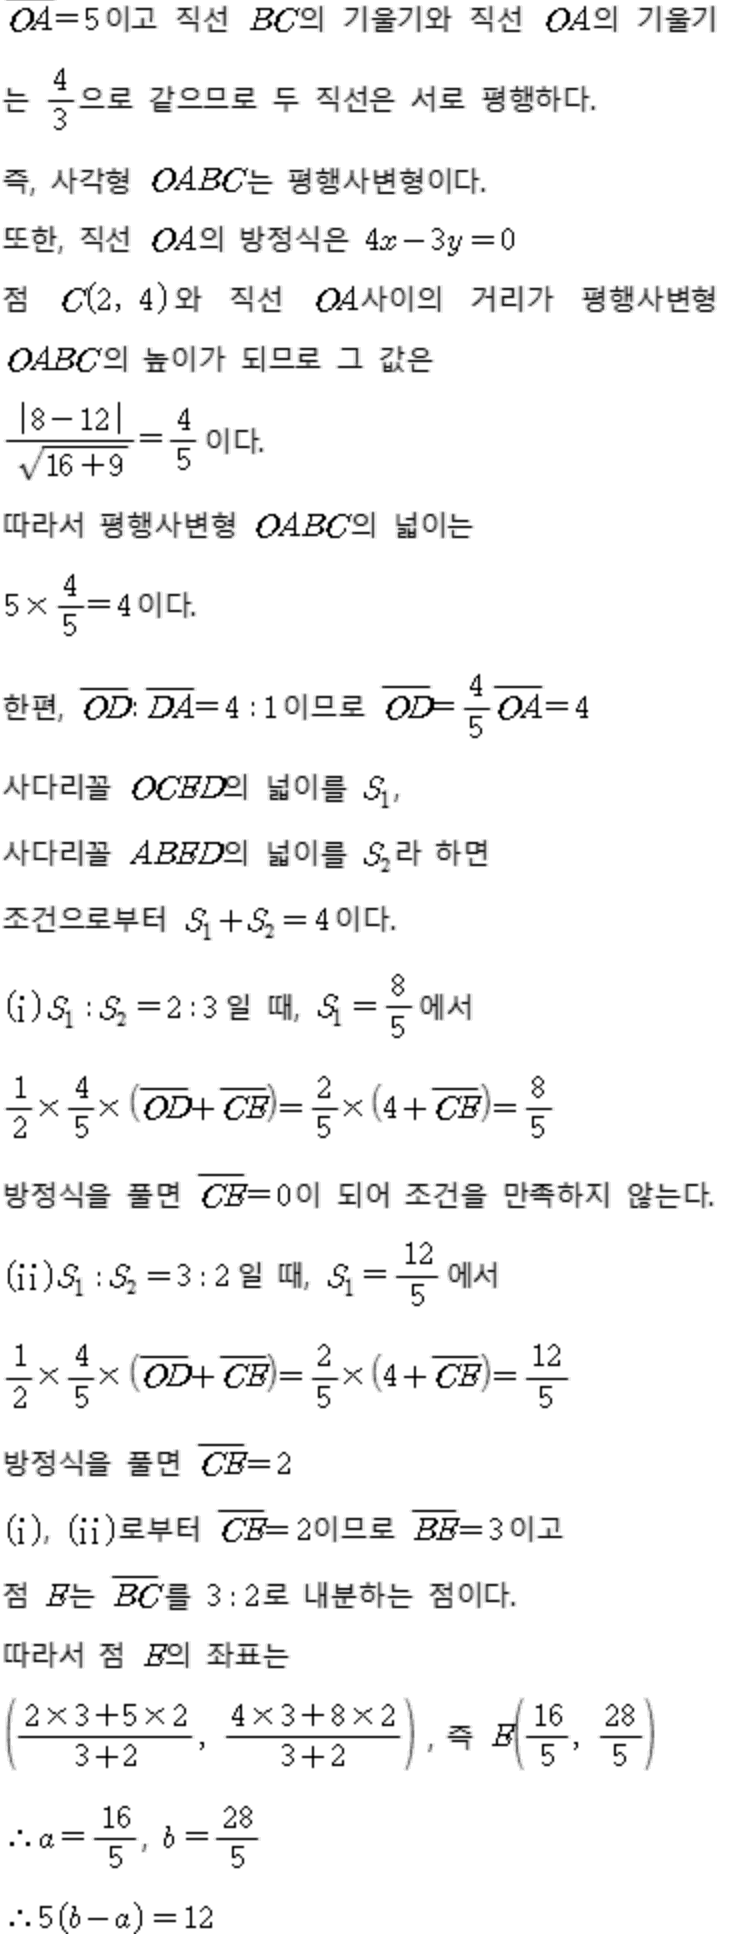 OA=5이고 직선 BC의 기울기와 직선 OA의 기울기
는 4/3으로 같으므로 두 직선은 서로 평행하다.
즉, 사각형 OABC는 평행사변형이다.
또한, 직선 OA의 방정식은 4x-3y=0
점 C(2, 4)와 직선 OA사이의 거리가 평행사변형
OABC의 높이가 되므로 그 값은
|8-12|/√(16+9) = 4/5 이다.
따라서 평행사변형 OABC의 넓이는
5×4/5=4이다.
한편, O̅D̅:D̅A̅=4:1이므로 O̅D̅=4/5 O̅A̅=4
사다리꼴 OCED의 넓이를 S₁,
사다리꼴 ABED의 넓이를 S₂라 하면
조건으로부터 S₁+S₂=4이다.
(i)S₁:S₂=2:3일 때, S₁=8/5에서
1/2×4/5×(O̅D̅+C̅E̅)=2/5×(4+C̅E̅)=8/5
방정식을 풀면 C̅E̅=0이 되어 조건을 만족하지 않는다.
(ii)S₁:S₂=3:2일 때, S₁=12/5에서
1/2×4/5×(O̅D̅+C̅E̅)=2/5×(4+C̅E̅)=12/5
방정식을 풀면 C̅E̅=2
(i), (ii)로부터 C̅E̅=2이므로 B̅E̅=3이고
점 E는 B̅C̅를 3:2로 내분하는 점이다.
따라서 점 E의 좌표는
((2×3+5×2)/(3+2), (4×3+8×2)/(3+2)), 즉 E(16/5, 28/5)
∴a=16/5, b=28/5
∴5(b-a)=12